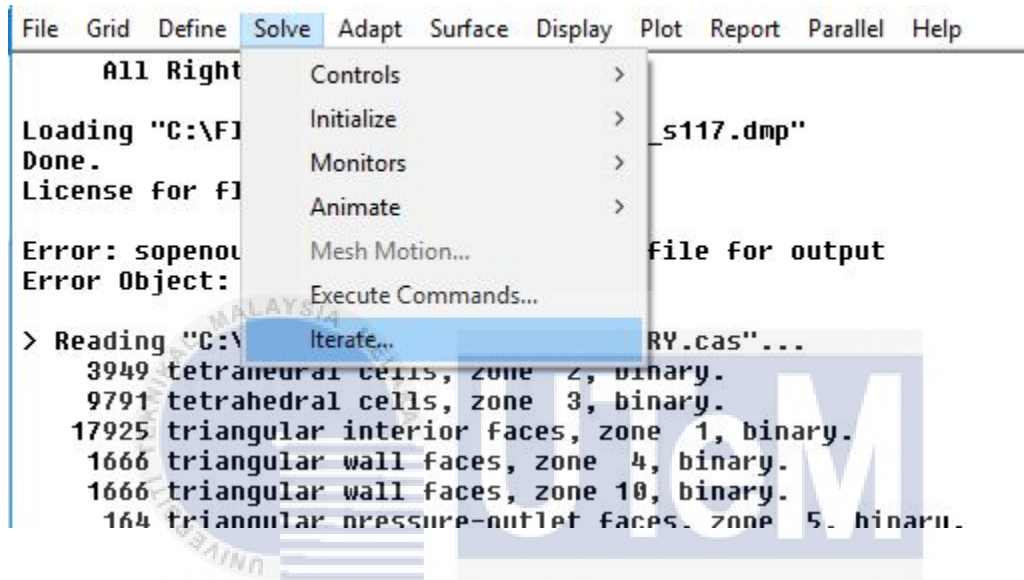 File Grid Define Solve Adapt Surface Display Plot Report Parallel Help
All Right
Controls >
Loading "C:\Fl
Initialize >
_s117.dmp"
Done.
Monitors >
License for fl
Animate >
Error: sopenou
Mesh Motion...
file for output
Error Object:
Execute Commands...
> Reading "C:\
Iterate...
RY.cas"...
3949 tetrahedral cells, zone 2, binary.
9791 tetrahedral cells, zone 3, binary.
17925 triangular interior faces, zone 1, binary.
1666 triangular wall faces, zone 4, binary.
1666 triangular wall faces, zone 10, binary.
164 triangular pressure-outlet faces, zone 5, binary.
UTeM